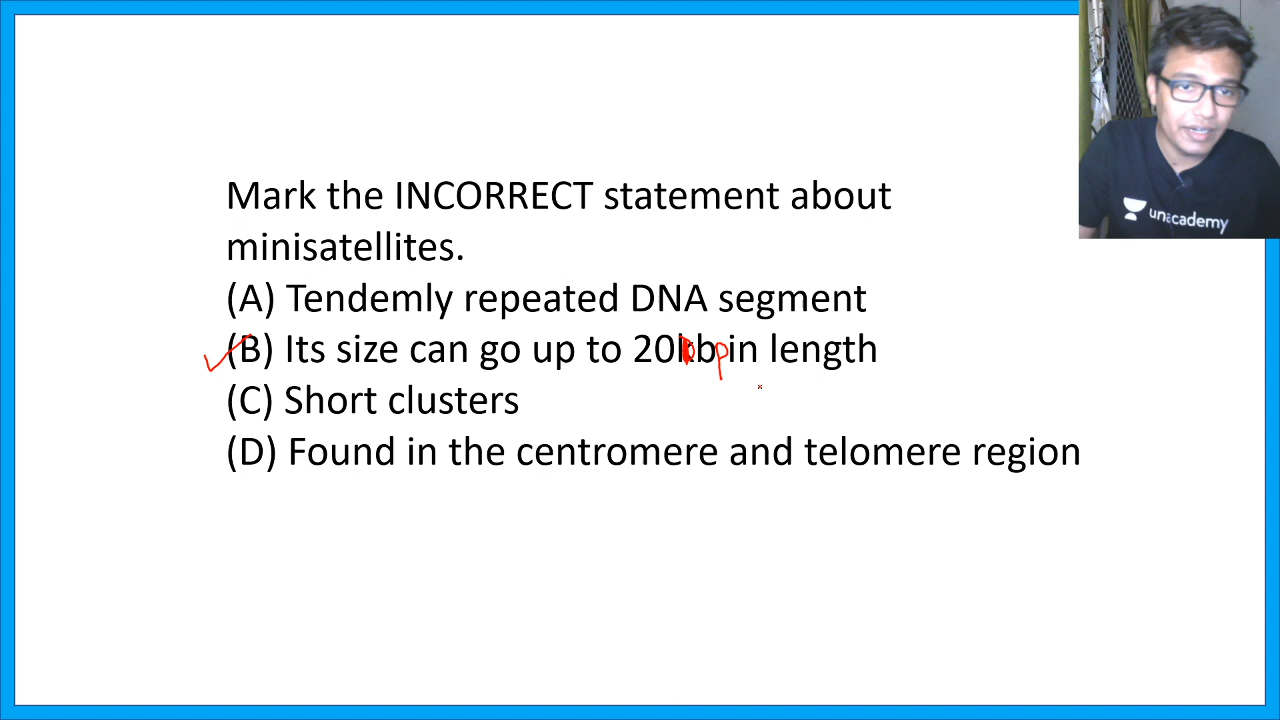 Mark the INCORRECT statement about
minisatellites.
(A) Tendemly repeated DNA segment
(B) Its size can go up to 20kb p in length
(C) Short clusters
(D) Found in the centromere and telomere region
unacademy